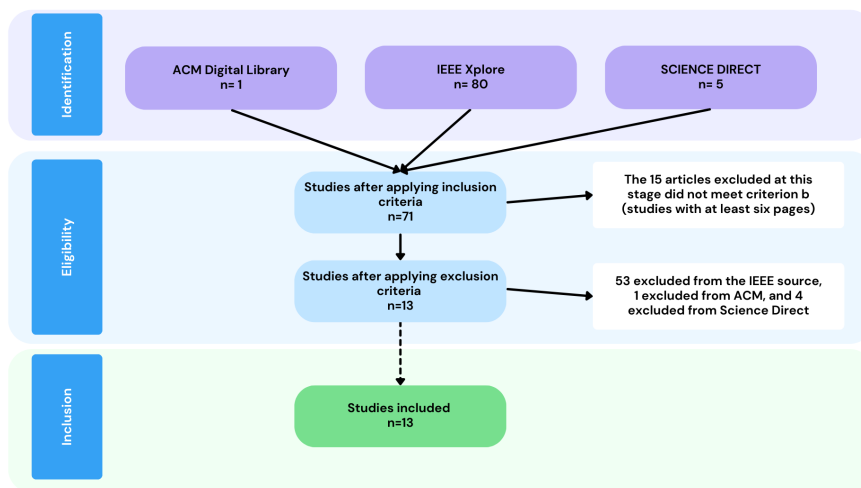 Identification
ACM Digital Library
n= 1
IEEE Xplore
n= 80
SCIENCE DIRECT
n= 5
Eligibility
Studies after applying inclusion
criteria
n=71
The 15 articles excluded at this
stage did not meet criterion b
(studies with at least six pages)
Studies after applying exclusion
criteria
n=13
53 excluded from the IEEE source,
1 excluded from ACM, and 4
excluded from Science Direct
Inclusion
Studies included
n=13